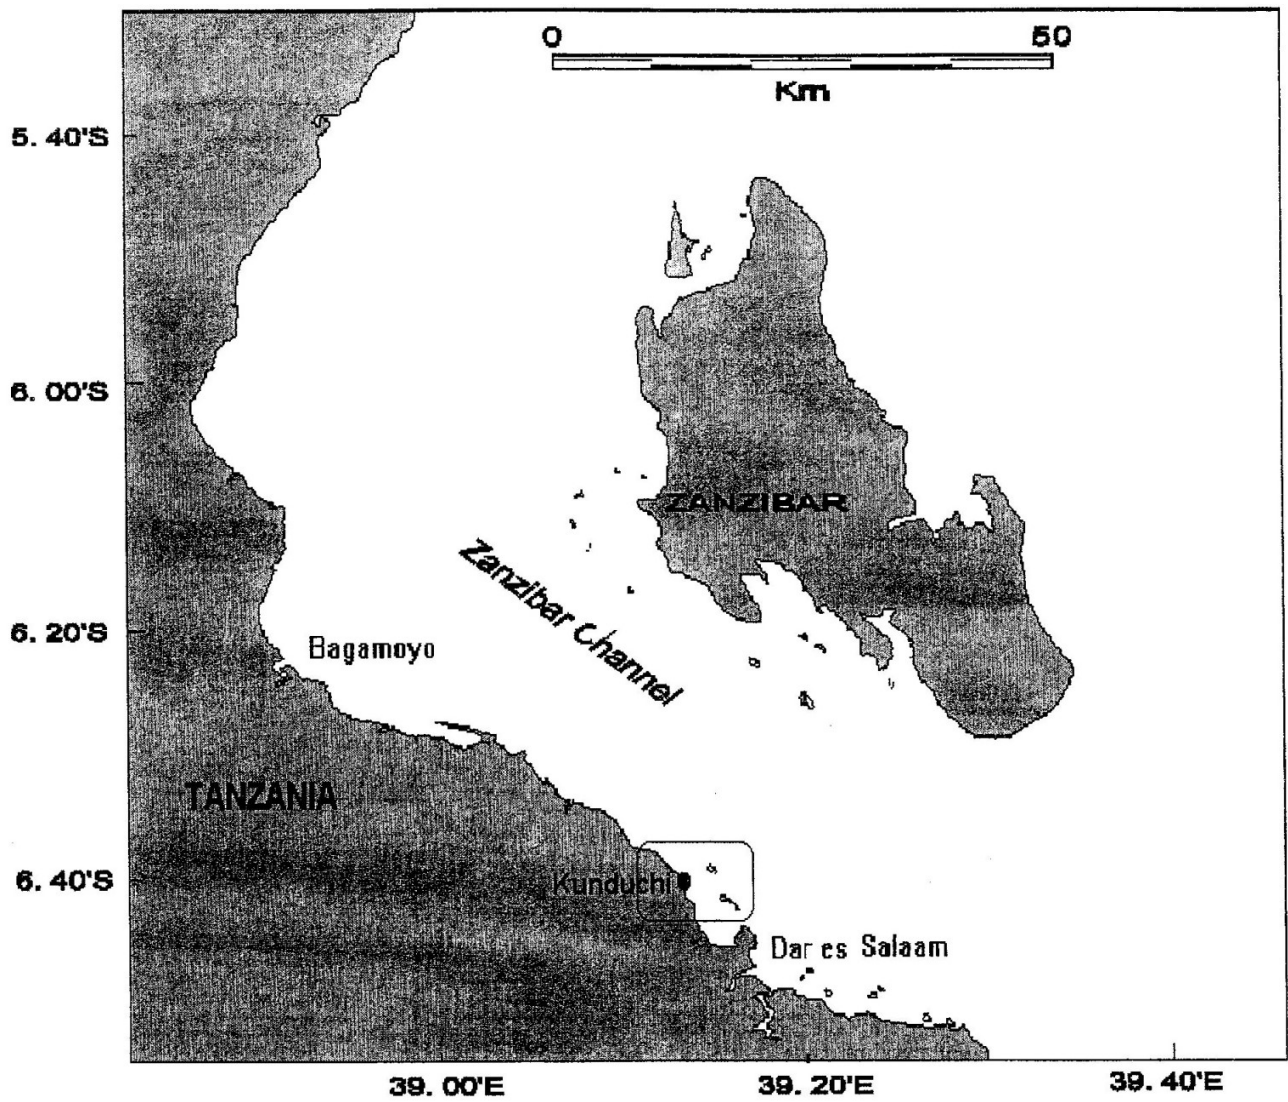 0 50
Km
5. 40'S
6. 00'S
ZANZIBAR
Zanzibar Channel
6. 20'S
Bagamoyo
TANZANIA
6. 40'S
Kunduchi
Dar es Salaam
39. 00'E
39. 20'E
39. 40'E